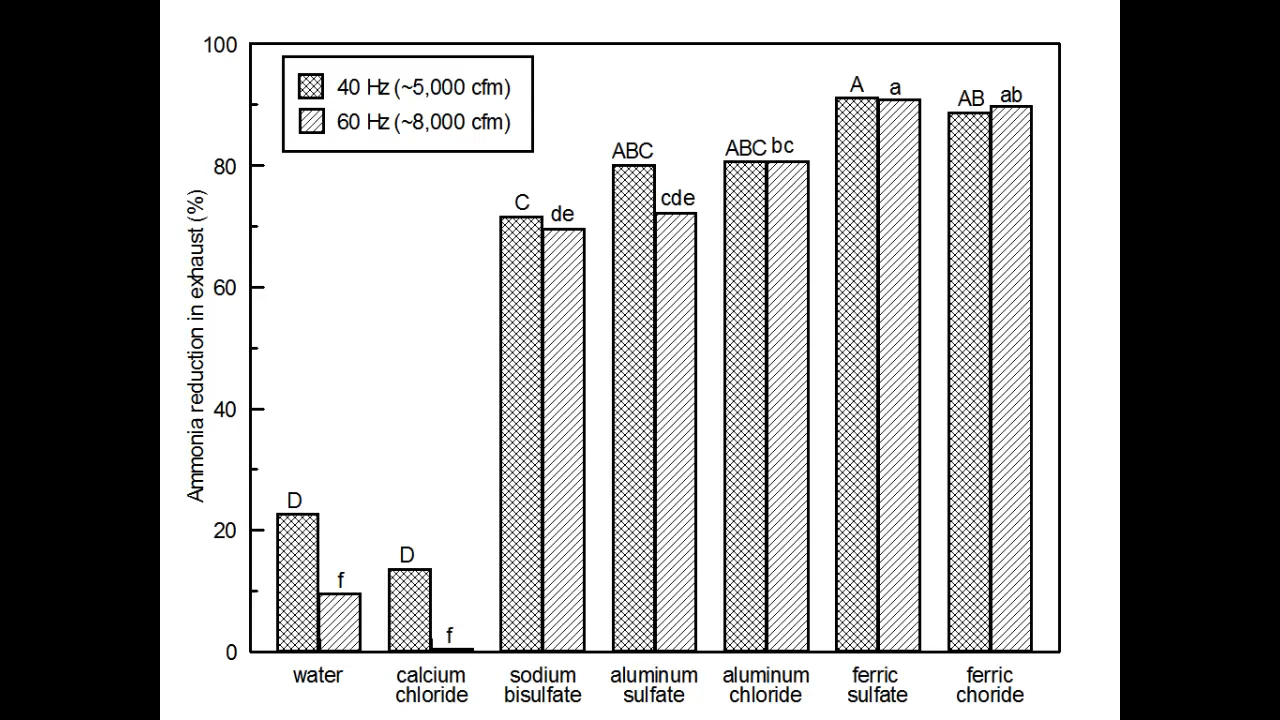 100
80
60
40
20
0
Ammonia reduction in exhaust (%)
40 Hz (~5,000 cfm)
60 Hz (~8,000 cfm)
D
f
D
f
C
de
ABC
cde
ABC
bc
A
a
AB
ab
water
calcium
chloride
sodium
bisulfate
aluminum
sulfate
aluminum
chloride
ferric
sulfate
ferric
choride